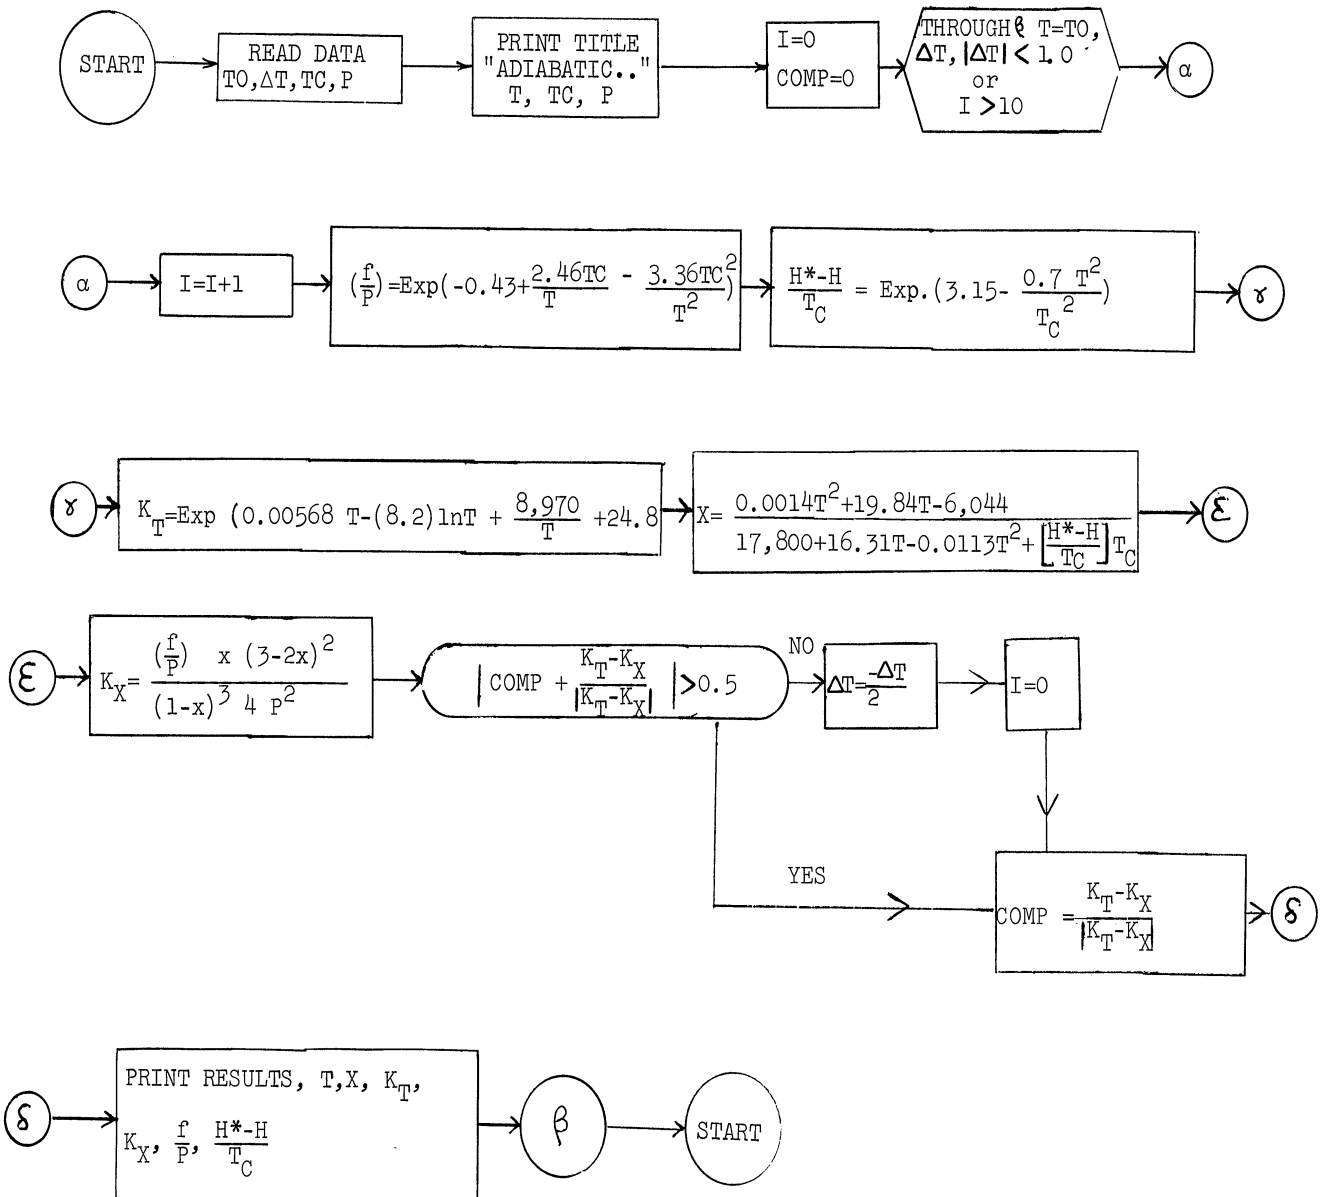 START
READ DATA
TO,ΔT,TC,P
PRINT TITLE
"ADIABATIC.."
T, TC, P
I=0
COMP=0
THROUGH β T=TO,
ΔT,|ΔT|<1.0
or
I >10
α
α
I=I+1
(f/P)=Exp(-0.43+2.46TC/T - 3.36TC²/T²)
H*-H/T_C = Exp.(3.15- 0.7 T²/T_C²)
γ
γ
K_T=Exp (0.00568 T-(8.2)lnT + 8,970/T +24.8
X= 0.0014T²+19.84T-6,044
17,800+16.31T-0.0113T²+[H*-H/T_C]T_C
ε
ε
K_X= (f/P) x (3-2x)²
(1-x)³ 4 P²
|COMP + K_T-K_X/|K_T-K_X| |>0.5
NO
ΔT=-ΔT/2
I=0
YES
COMP = K_T-K_X/|K_T-K_X|
δ
δ
PRINT RESULTS, T,X, K_T,
K_X, f/P, H*-H/T_C
β
START